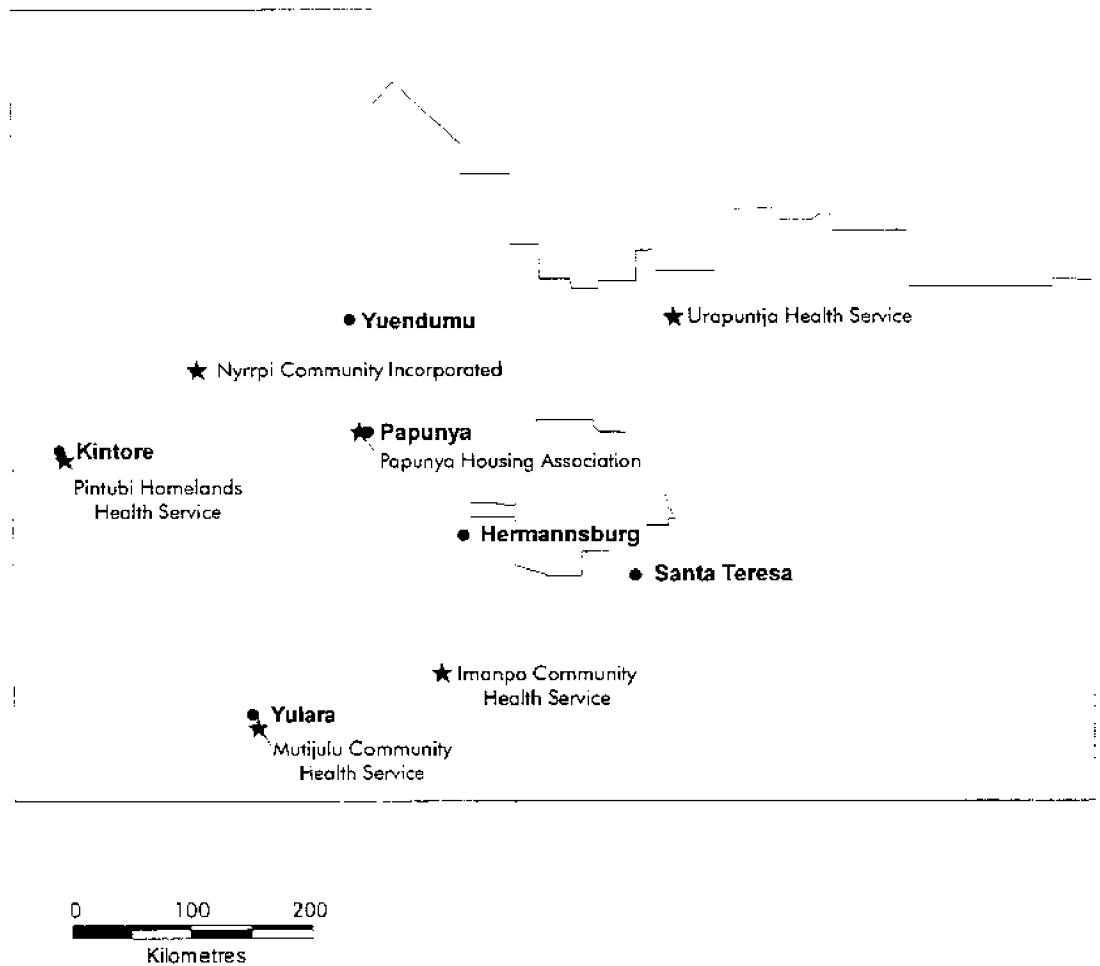 Yuendumu
Urapuntja Health Service
Nyrrpi Community Incorporated
Papunya
Papunya Housing Association
Kintore
Pintubi Homelands
Health Service
Hermannsburg
Santa Teresa
Imanpa Community
Health Service
Yulara
Mutijulu Community
Health Service
0 100 200
Kilometres